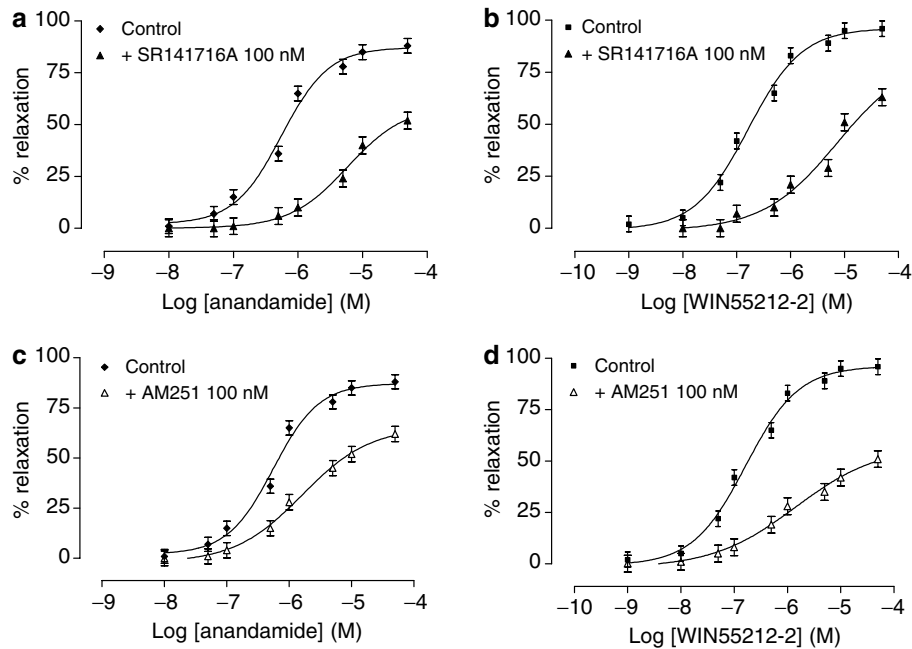 a
Control
+ SR141716A 100 nM
% relaxation
100
75
50
25
0
−9 −8 −7 −6 −5 −4
Log [anandamide] (M)
b
Control
+ SR141716A 100 nM
% relaxation
100
75
50
25
0
−10 −9 −8 −7 −6 −5 −4
Log [WIN55212-2] (M)
c
Control
+ AM251 100 nM
% relaxation
100
75
50
25
0
−9 −8 −7 −6 −5 −4
Log [anandamide] (M)
d
Control
+ AM251 100 nM
% relaxation
100
75
50
25
0
−10 −9 −8 −7 −6 −5 −4
Log [WIN55212-2] (M)